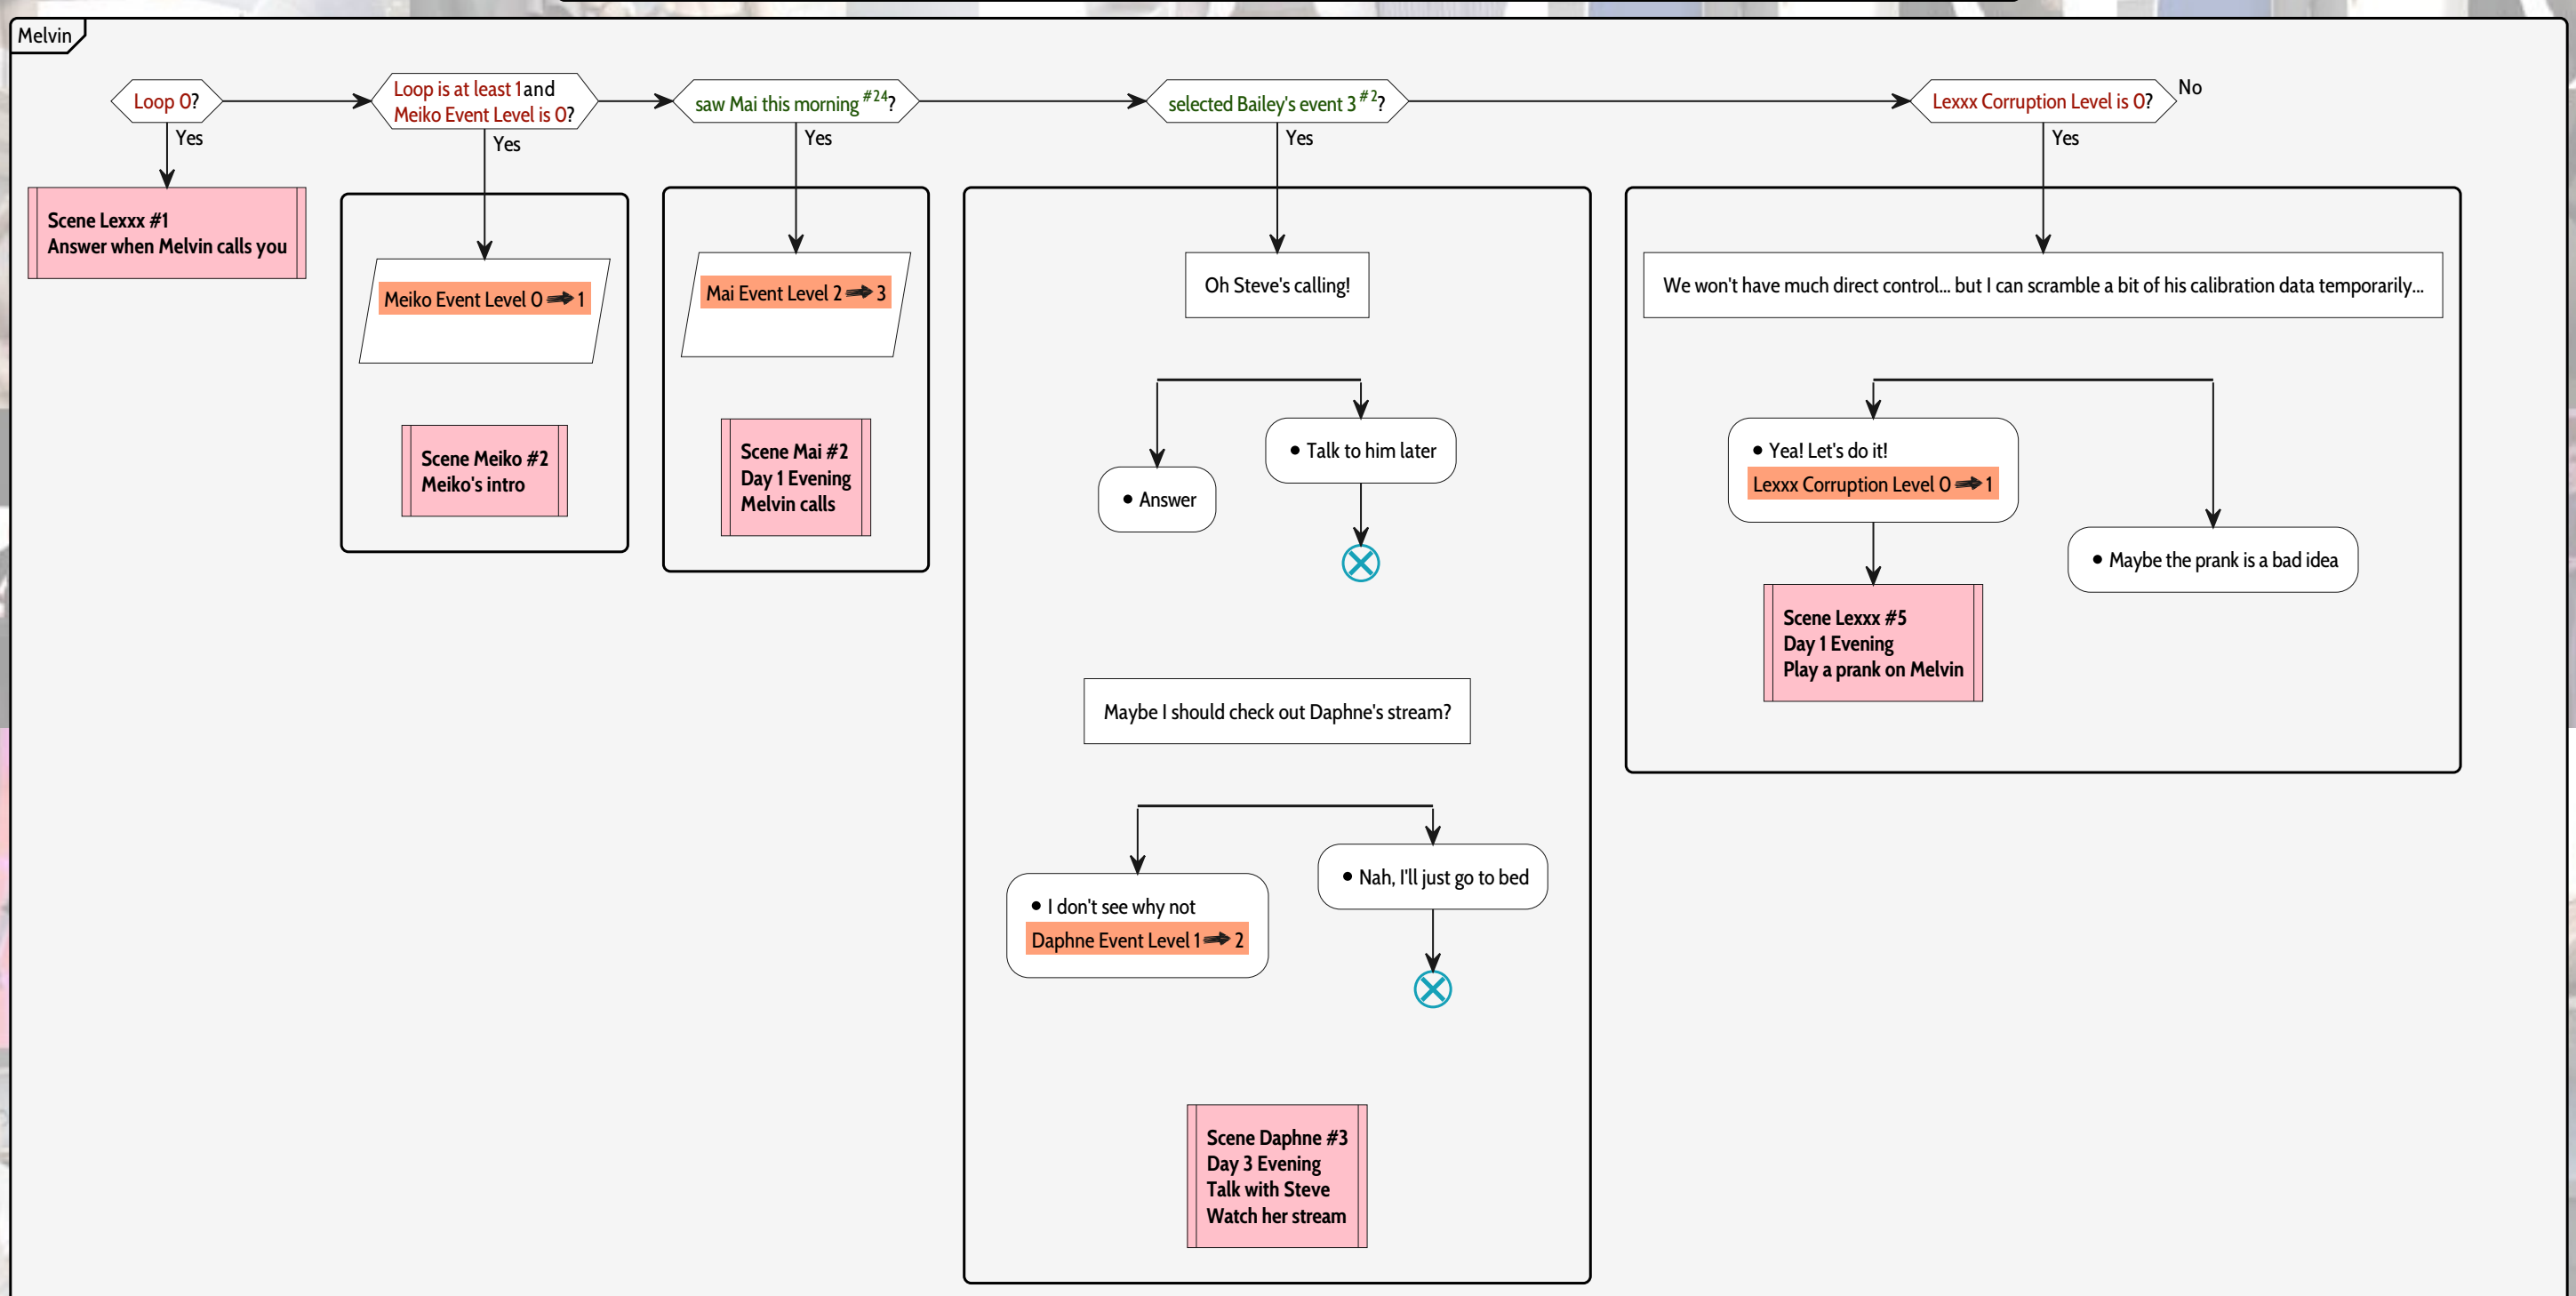 Melvin
Loop 0?
Yes
Scene Lexxx #1
Answer when Melvin calls you
Loop is at least 1 and
Meiko Event Level is 0?
Yes
Meiko Event Level 0 ➡ 1
Scene Meiko #2
Meiko's intro
saw Mai this morning #24?
Yes
Mai Event Level 2 ➡ 3
Scene Mai #2
Day 1 Evening
Melvin calls
selected Bailey's event 3 #2?
Yes
Oh Steve's calling!
• Answer
• Talk to him later
Maybe I should check out Daphne's stream?
• I don't see why not
Daphne Event Level 1 ➡ 2
• Nah, I'll just go to bed
Scene Daphne #3
Day 3 Evening
Talk with Steve
Watch her stream
Lexxx Corruption Level is 0?
No
Yes
We won't have much direct control... but I can scramble a bit of his calibration data temporarily...
• Yea! Let's do it!
Lexxx Corruption Level 0 ➡ 1
Scene Lexxx #5
Day 1 Evening
Play a prank on Melvin
• Maybe the prank is a bad idea